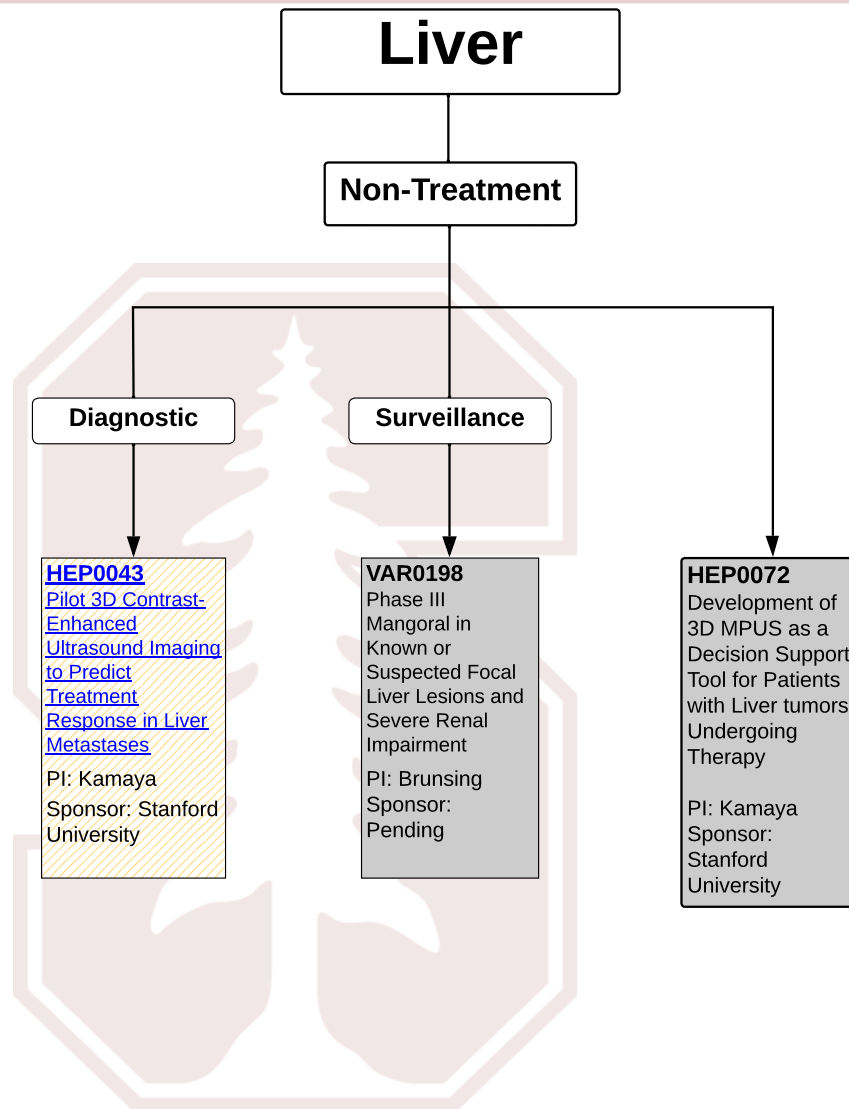 Liver
Non-Treatment
Diagnostic
Surveillance
HEP0043
Pilot 3D Contrast-
Enhanced
Ultrasound Imaging
to Predict
Treatment
Response in Liver
Metastases
PI: Kamaya
Sponsor: Stanford
University
VAR0198
Phase III
Mangoral in
Known or
Suspected Focal
Liver Lesions and
Severe Renal
Impairment
PI: Brunsing
Sponsor:
Pending
HEP0072
Development of
3D MPUS as a
Decision Support
Tool for Patients
with Liver tumors
Undergoing
Therapy
PI: Kamaya
Sponsor:
Stanford
University